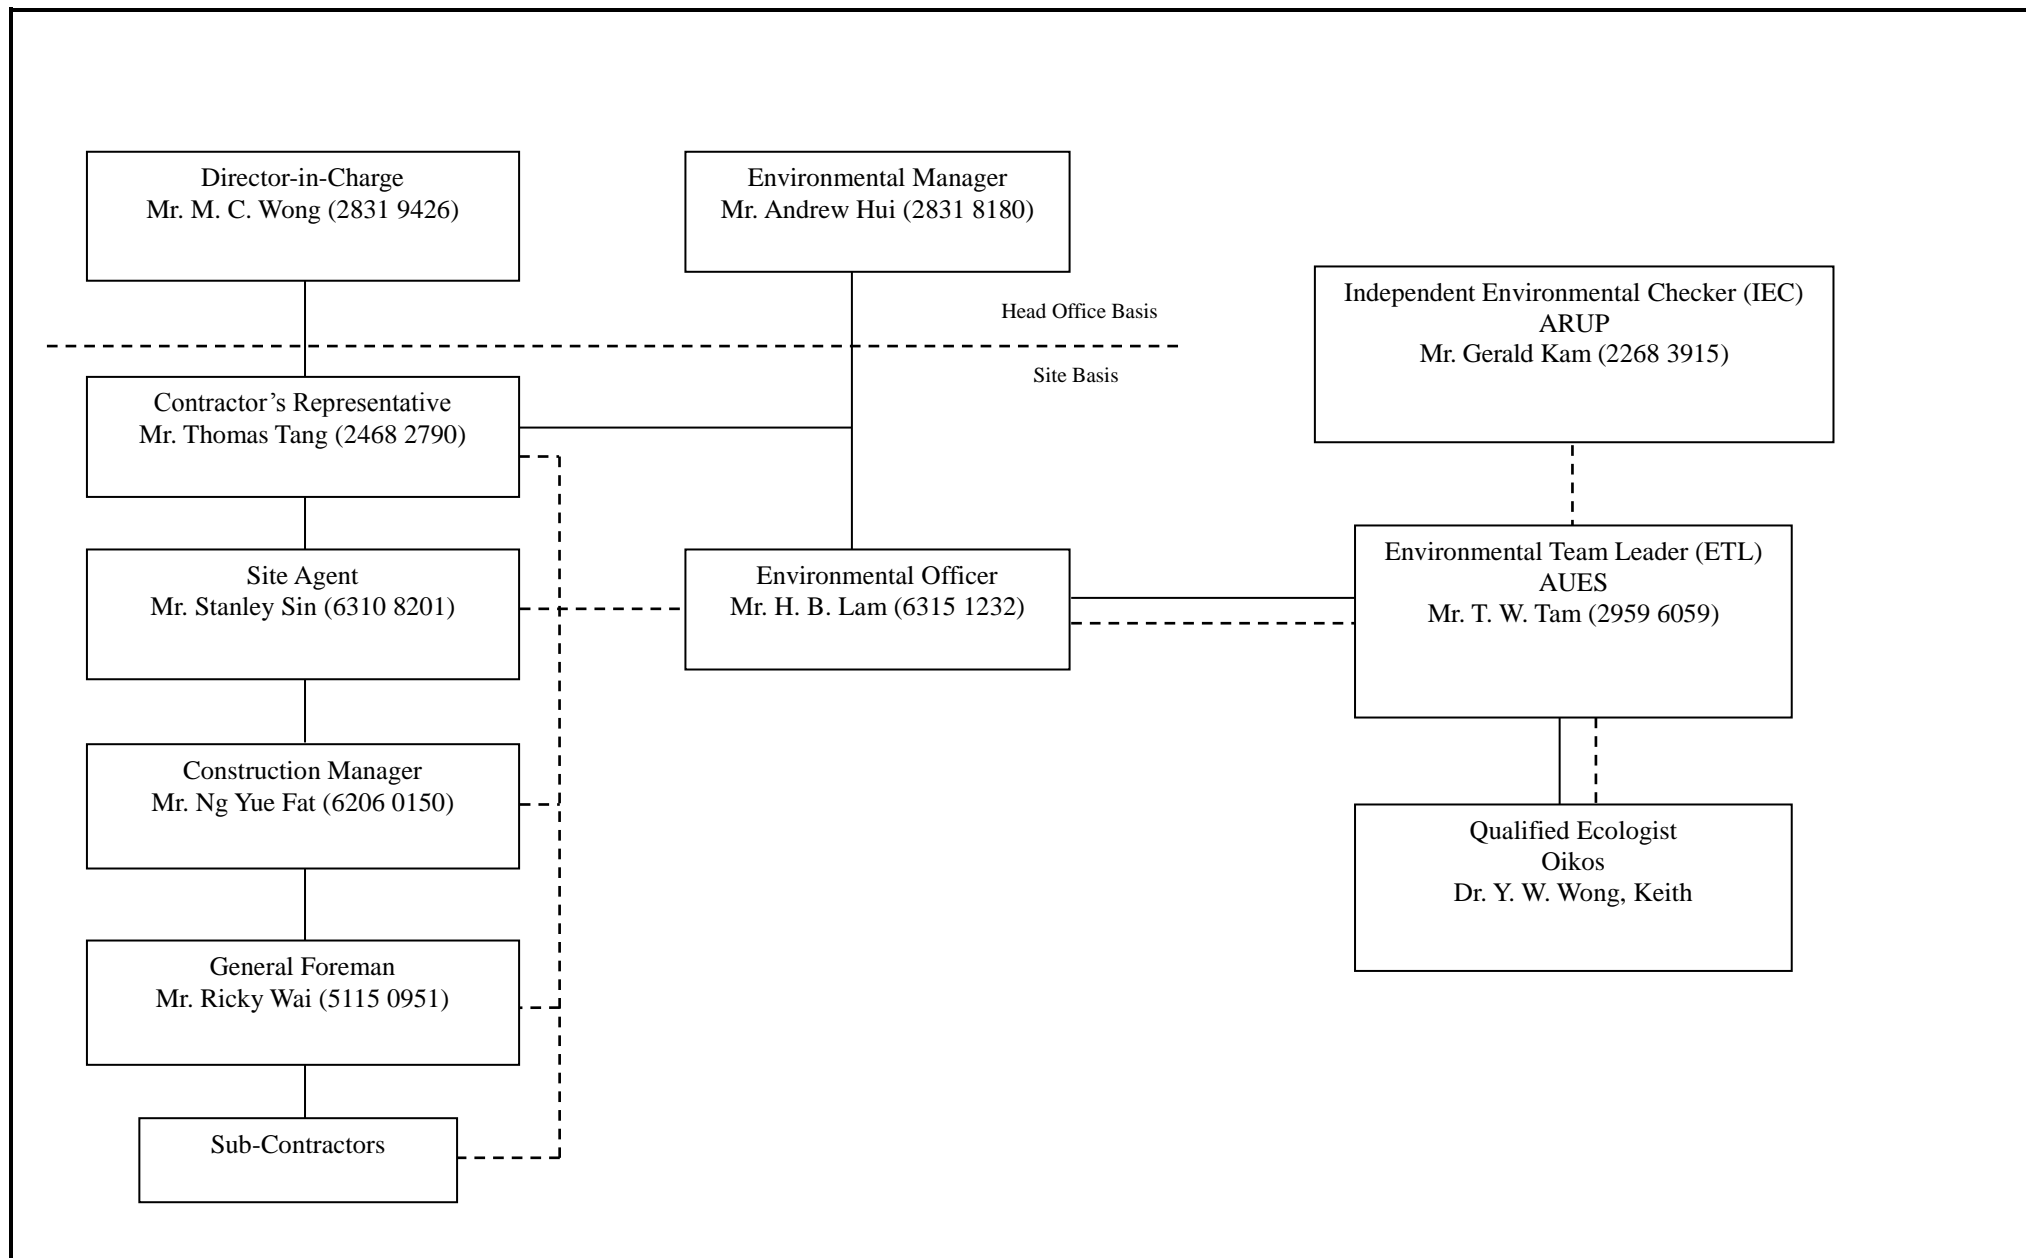 Director-in-Charge
Mr. M. C. Wong (2831 9426)
Environmental Manager
Mr. Andrew Hui (2831 8180)
Independent Environmental Checker (IEC)
ARUP
Mr. Gerald Kam (2268 3915)
Head Office Basis
Site Basis
Contractor’s Representative
Mr. Thomas Tang (2468 2790)
Site Agent
Mr. Stanley Sin (6310 8201)
Environmental Officer
Mr. H. B. Lam (6315 1232)
Environmental Team Leader (ETL)
AUES
Mr. T. W. Tam (2959 6059)
Construction Manager
Mr. Ng Yue Fat (6206 0150)
Qualified Ecologist
Oikos
Dr. Y. W. Wong, Keith
General Foreman
Mr. Ricky Wai (5115 0951)
Sub-Contractors